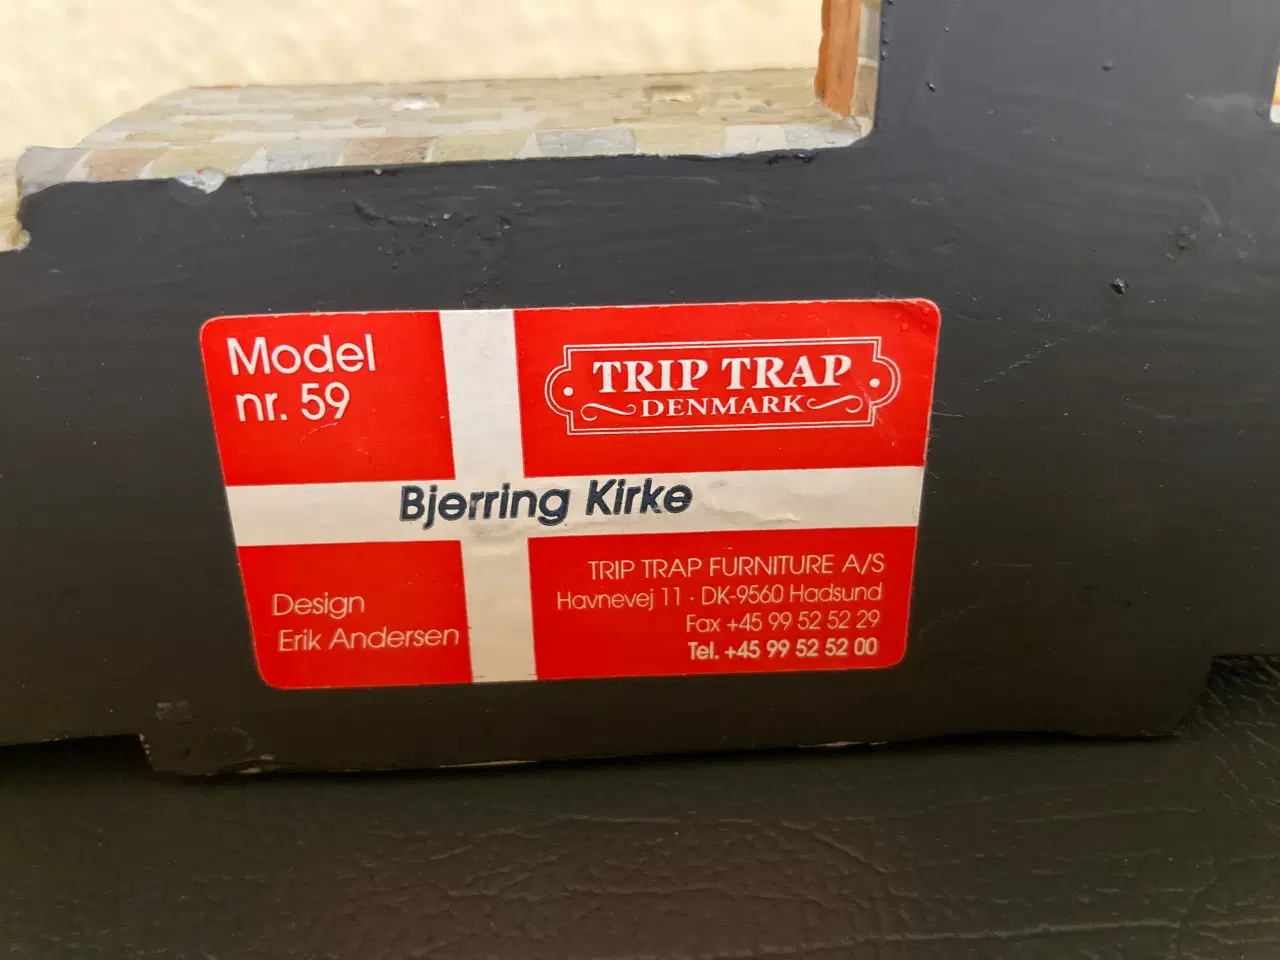 Model
nr. 59
TRIP TRAP
DENMARK
Bjerring Kirke
Design
Erik Andersen
TRIP TRAP FURNITURE A/S
Havnevej 11 · DK-9560 Hadsund
Fax +45 99 52 52 29
Tel. +45 99 52 52 00